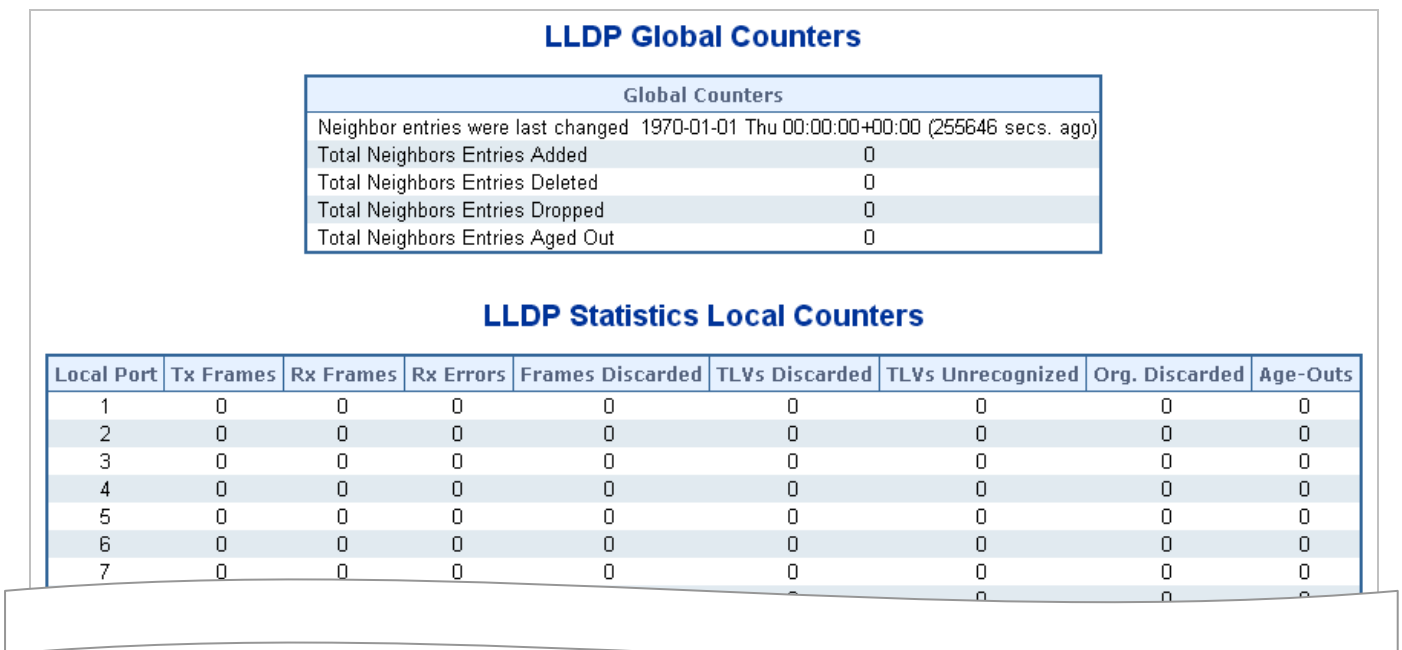 LLDP Global Counters
Global Counters
Neighbor entries were last changed 1970-01-01 Thu 00:00:00+00:00 (255646 secs. ago)
Total Neighbors Entries Added 0
Total Neighbors Entries Deleted 0
Total Neighbors Entries Dropped 0
Total Neighbors Entries Aged Out 0
LLDP Statistics Local Counters
Local Port Tx Frames Rx Frames Rx Errors Frames Discarded TLVs Discarded TLVs Unrecognized Org. Discarded Age-Outs
1 0 0 0 0 0 0 0 0
2 0 0 0 0 0 0 0 0
3 0 0 0 0 0 0 0 0
4 0 0 0 0 0 0 0 0
5 0 0 0 0 0 0 0 0
6 0 0 0 0 0 0 0 0
7 0 0 0 0 0 0 0 0